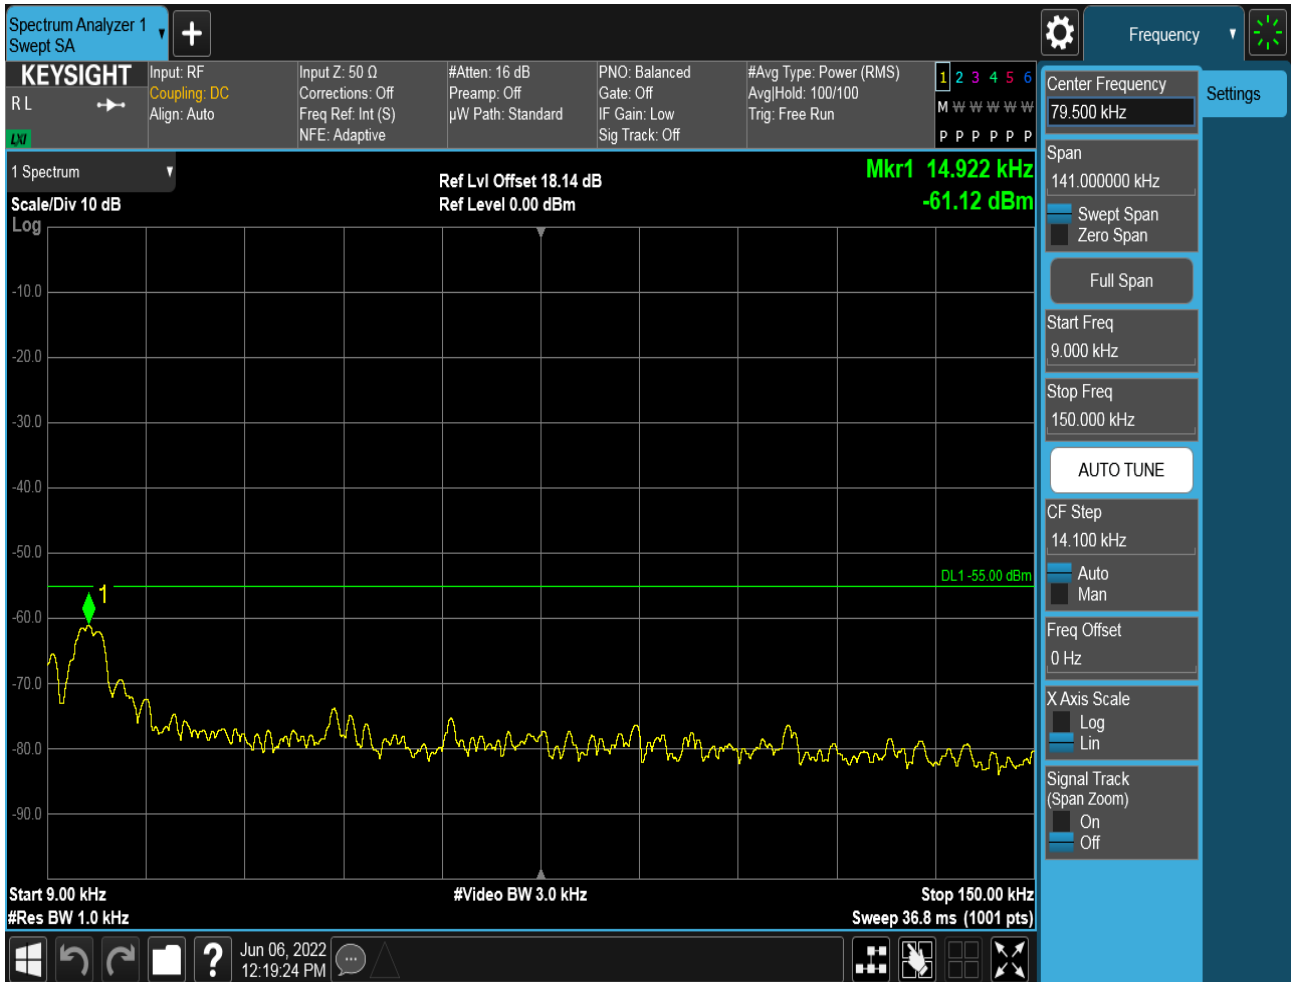 Spectrum Analyzer 1
Swept SA
Frequency
KEYSIGHT
R L
LXI
Input: RF
Coupling: DC
Align: Auto
Input Z: 50 Ω
Corrections: Off
Freq Ref: Int (S)
NFE: Adaptive
#Atten: 16 dB
Preamp: Off
µW Path: Standard
PNO: Balanced
Gate: Off
IF Gain: Low
Sig Track: Off
#Avg Type: Power (RMS)
Avg|Hold: 100/100
Trig: Free Run
1 2 3 4 5 6
M W W W W W
P P P P P P
1 Spectrum
Scale/Div 10 dB
Log
Ref Lvl Offset 18.14 dB
Ref Level 0.00 dBm
Mkr1 14.922 kHz
-61.12 dBm
-10.0
-20.0
-30.0
-40.0
-50.0
DL1 -55.00 dBm
1
-60.0
-70.0
-80.0
-90.0
Start 9.00 kHz
#Res BW 1.0 kHz
#Video BW 3.0 kHz
Stop 150.00 kHz
Sweep 36.8 ms (1001 pts)
Jun 06, 2022
12:19:24 PM
Center Frequency
79.500 kHz
Settings
Span
141.000000 kHz
Swept Span
Zero Span
Full Span
Start Freq
9.000 kHz
Stop Freq
150.000 kHz
AUTO TUNE
CF Step
14.100 kHz
Auto
Man
Freq Offset
0 Hz
X Axis Scale
Log
Lin
Signal Track
(Span Zoom)
On
Off